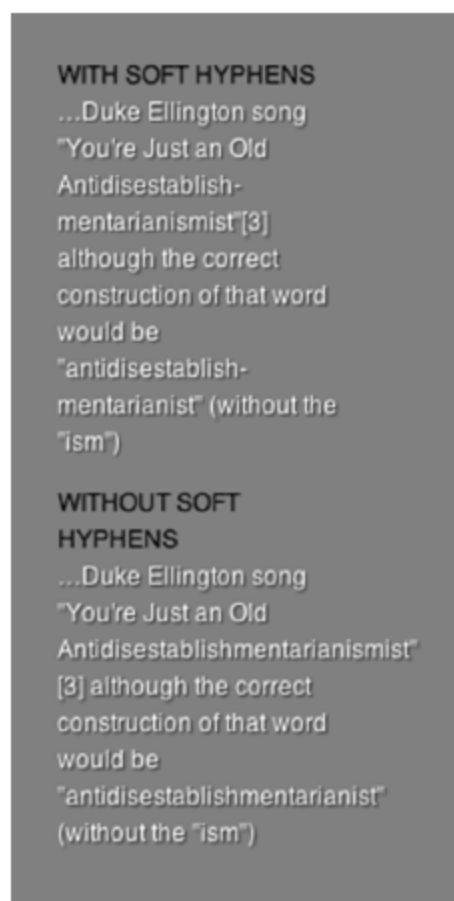 WITH SOFT HYPHENS
…Duke Ellington song
"You're Just an Old
Antidisestablish-
mentarianismist"[3]
although the correct
construction of that word
would be
"antidisestablish-
mentarianist" (without the
"ism")
WITHOUT SOFT
HYPHENS
…Duke Ellington song
"You're Just an Old
Antidisestablishmentarianismist"
[3] although the correct
construction of that word
would be
"antidisestablishmentarianist"
(without the "ism")